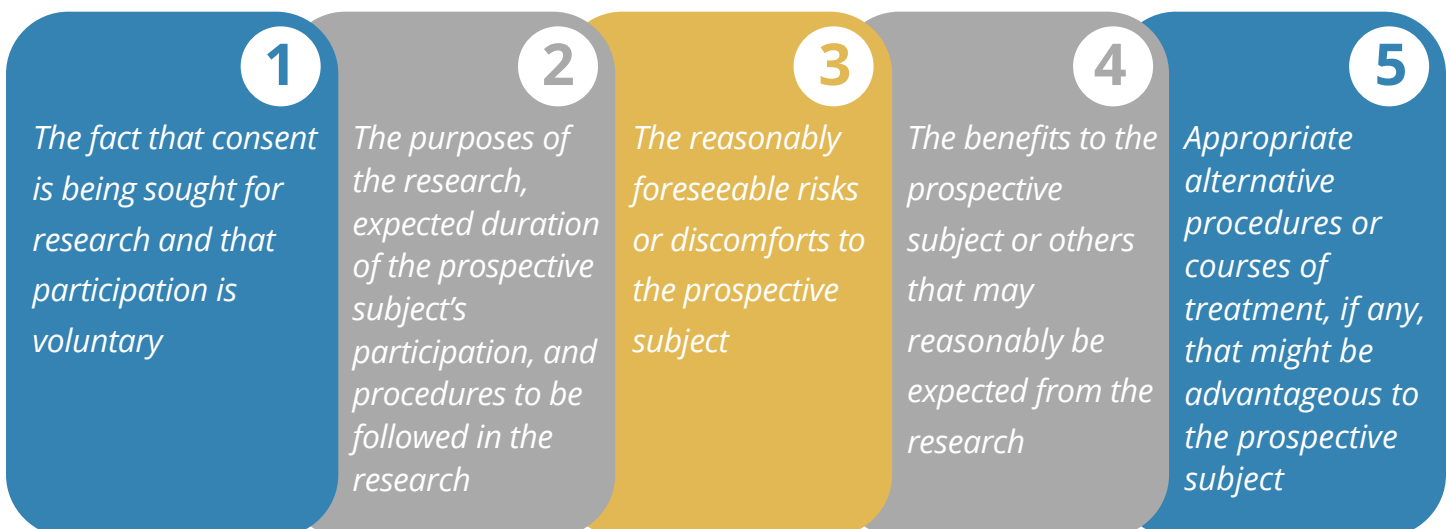 1
The fact that consent
is being sought for
research and that
participation is
voluntary
2
The purposes of
the research,
expected duration
of the prospective
subject’s
participation, and
procedures to be
followed in the
research
3
The reasonably
foreseeable risks
or discomforts to
the prospective
subject
4
The benefits to the
prospective
subject or others
that may
reasonably be
expected from the
research
5
Appropriate
alternative
procedures or
courses of
treatment, if any,
that might be
advantageous to
the prospective
subject